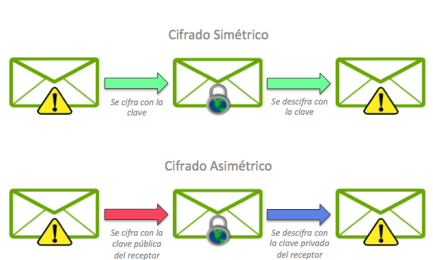 Cifrado Simétrico
Se cifra con la
clave
Se descifra con
la clave
Cifrado Asimétrico
Se cifra con la
clave pública
del receptor
Se descifra con
la clave privada
del receptor